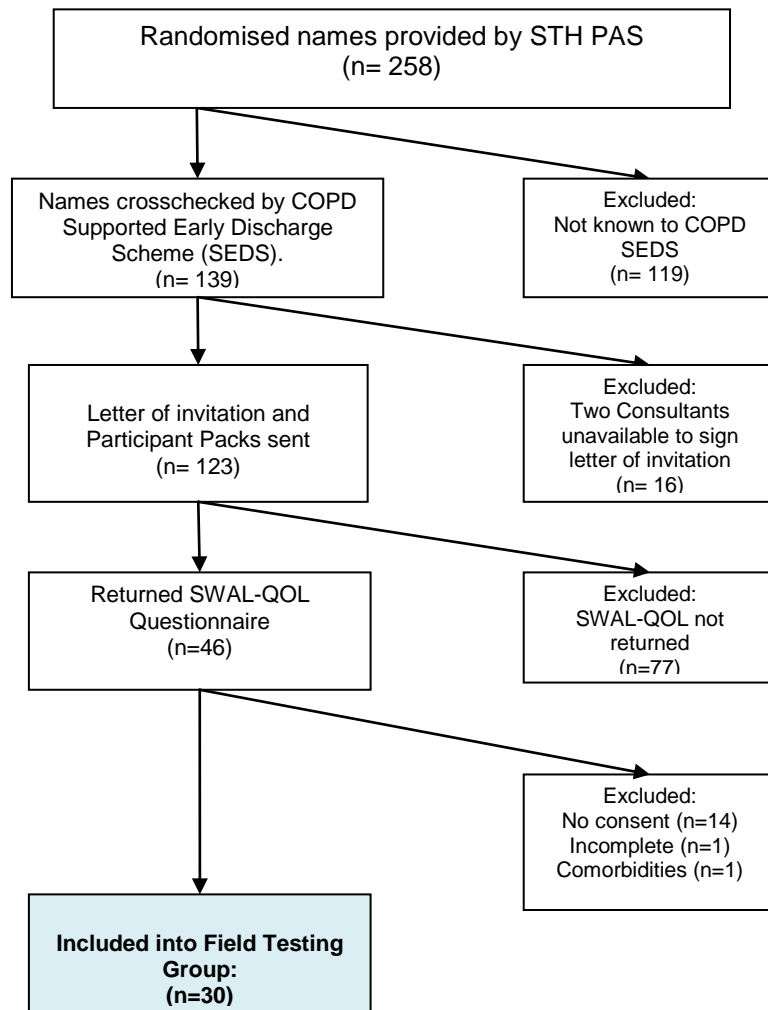 Randomised names provided by STH PAS
(n= 258)
Names crosschecked by COPD
Supported Early Discharge
Scheme (SEDS).
(n= 139)
Excluded:
Not known to COPD
SEDS
(n= 119)
Letter of invitation and
Participant Packs sent
(n= 123)
Excluded:
Two Consultants
unavailable to sign
letter of invitation
(n= 16)
Returned SWAL-QOL
Questionnaire
(n=46)
Excluded:
SWAL-QOL not
returned
(n=77)
Excluded:
No consent (n=14)
Incomplete (n=1)
Comorbidities (n=1)
Included into Field Testing
Group:
(n=30)